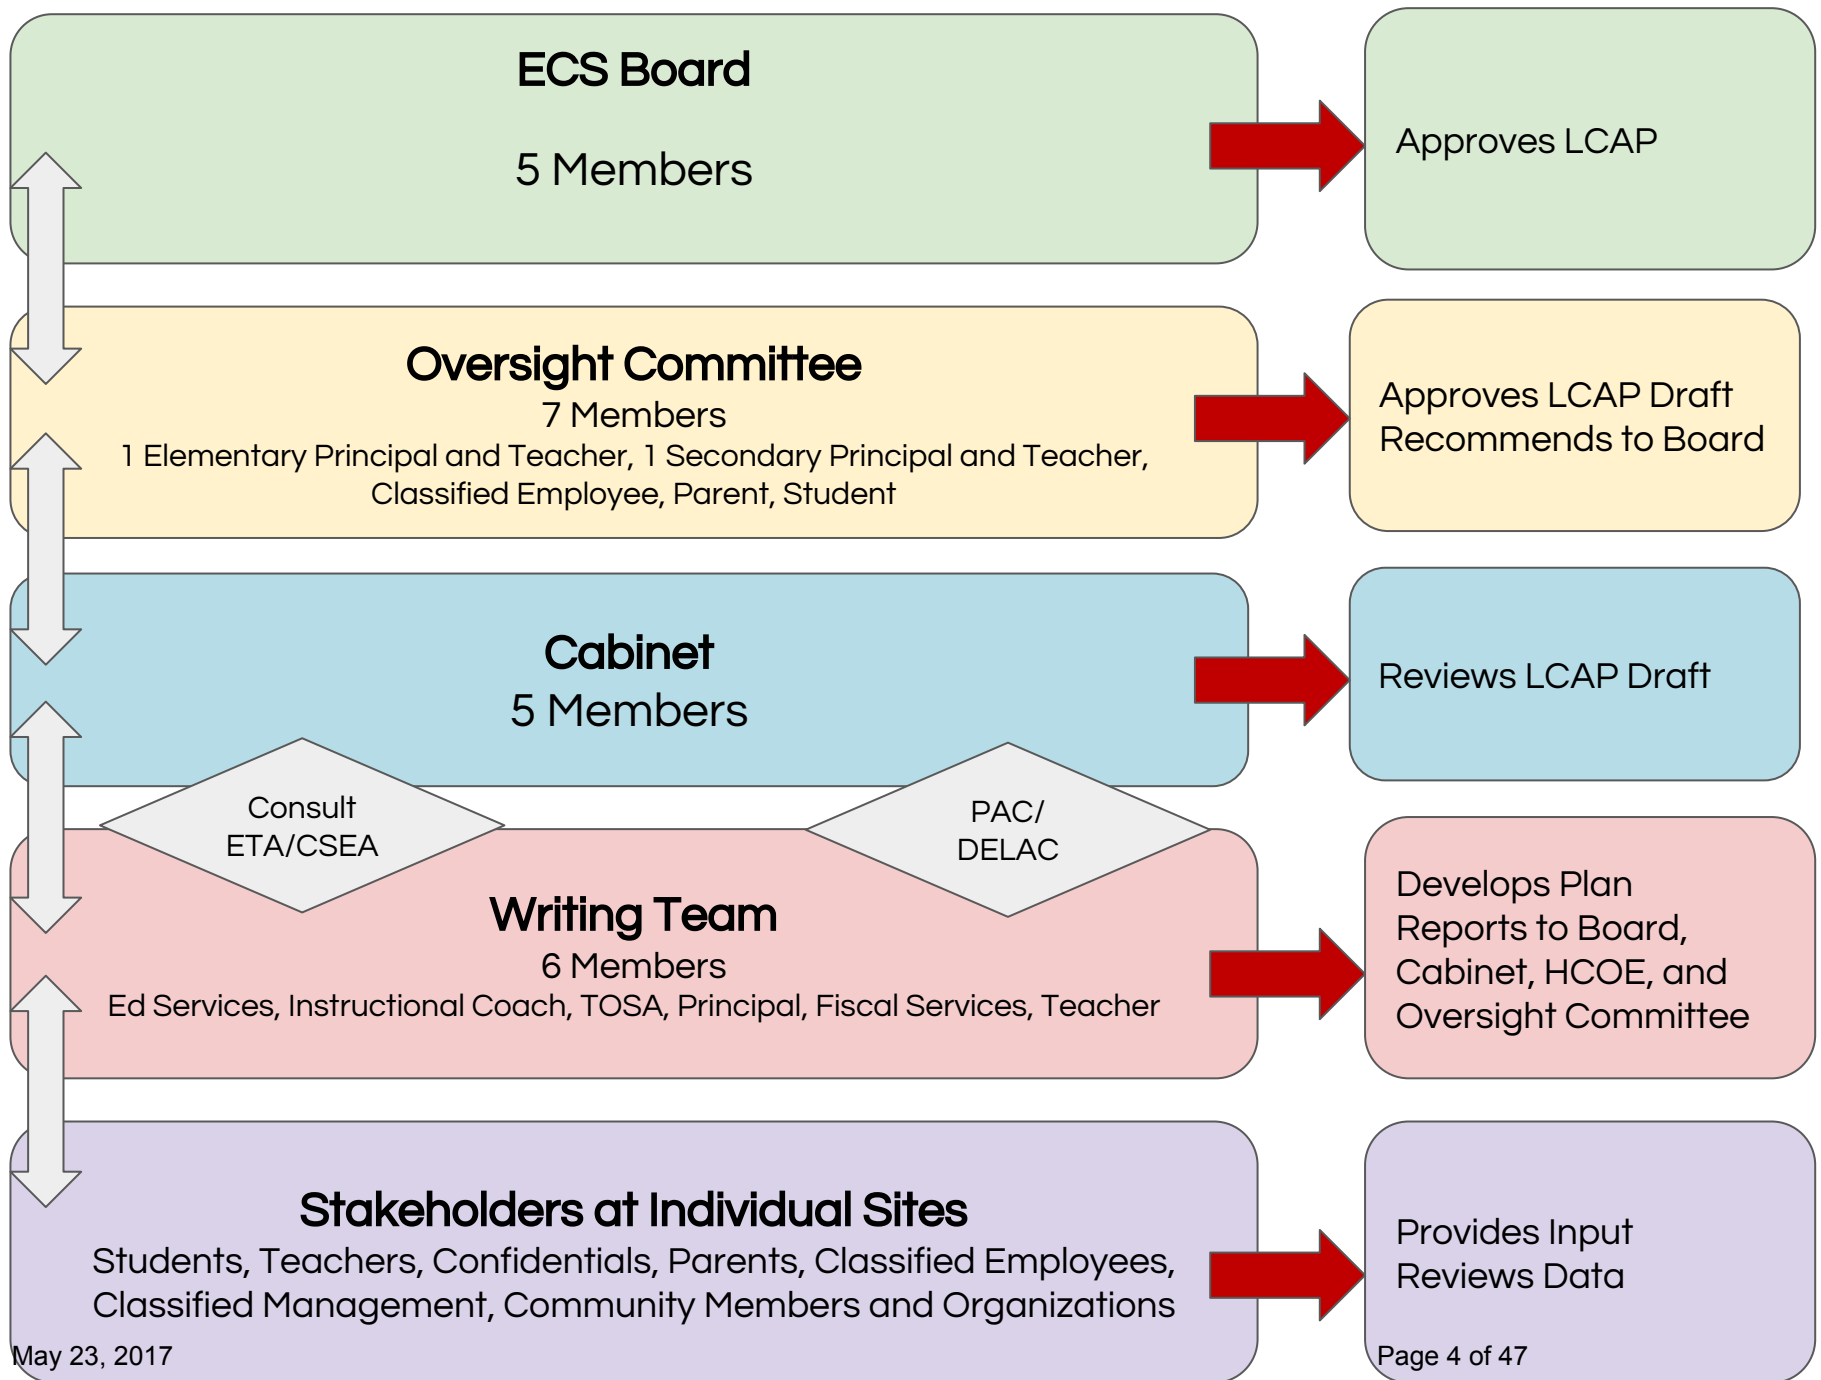 ECS Board
5 Members
Approves LCAP
Oversight Committee
7 Members
1 Elementary Principal and Teacher, 1 Secondary Principal and Teacher,
Classified Employee, Parent, Student
Approves LCAP Draft
Recommends to Board
Cabinet
5 Members
Reviews LCAP Draft
Consult
ETA/CSEA
PAC/
DELAC
Writing Team
6 Members
Ed Services, Instructional Coach, TOSA, Principal, Fiscal Services, Teacher
Develops Plan
Reports to Board,
Cabinet, HCOE, and
Oversight Committee
Stakeholders at Individual Sites
Students, Teachers, Confidentials, Parents, Classified Employees,
Classified Management, Community Members and Organizations
Provides Input
Reviews Data
May 23, 2017
Page 4 of 47